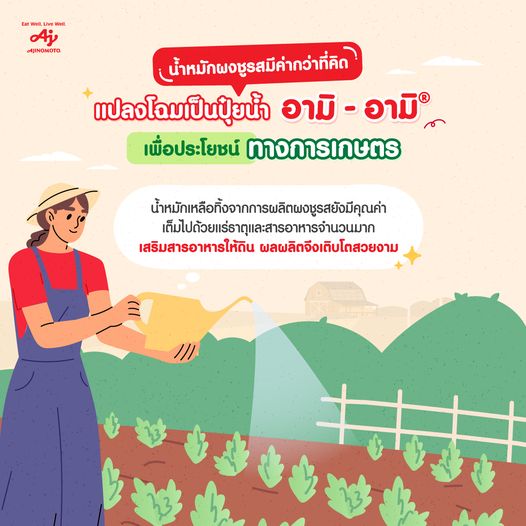 Eat Well, Live Well.
Aj
AJINOMOTO
น้ำหมักผงชูรสมีค่ากว่าที่คิด
แปลงโฉมเป็นปุ๋ยน้ำ อามิ - อามิ®
เพื่อประโยชน์ ทางการเกษตร
น้ำหมักเหลือทิ้งจากการผลิตผงชูรสยังมีคุณค่า
เต็มไปด้วยแร่ธาตุและสารอาหารจำนวนมาก
เสริมสารอาหารให้ดิน ผลผลิตจึงเติบโตสวยงาม